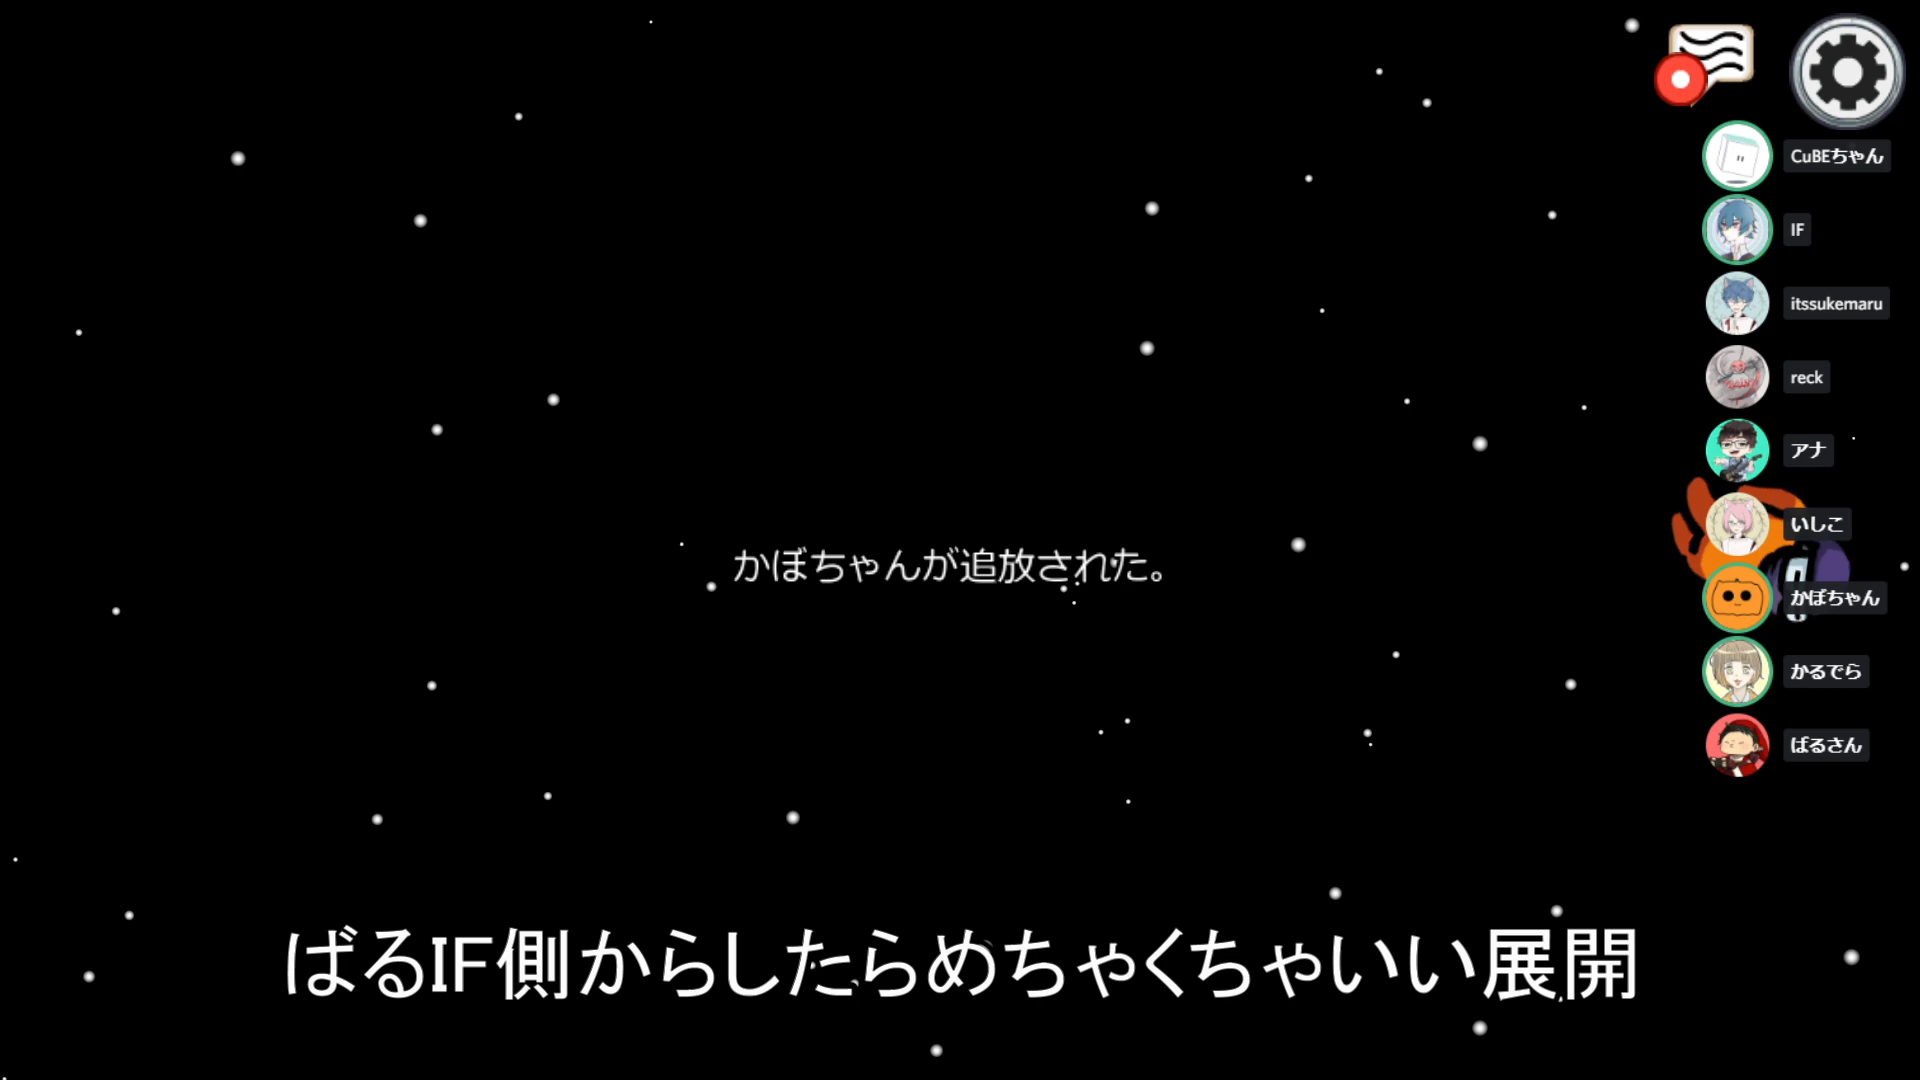 CuBEちゃん
IF
itssukemaru
reck
アナ
いしこ
かぼちゃんが追放された。
かぼちゃん
かるでら
ばるさん
ばるIF側からしたらめちゃくちゃいい展開